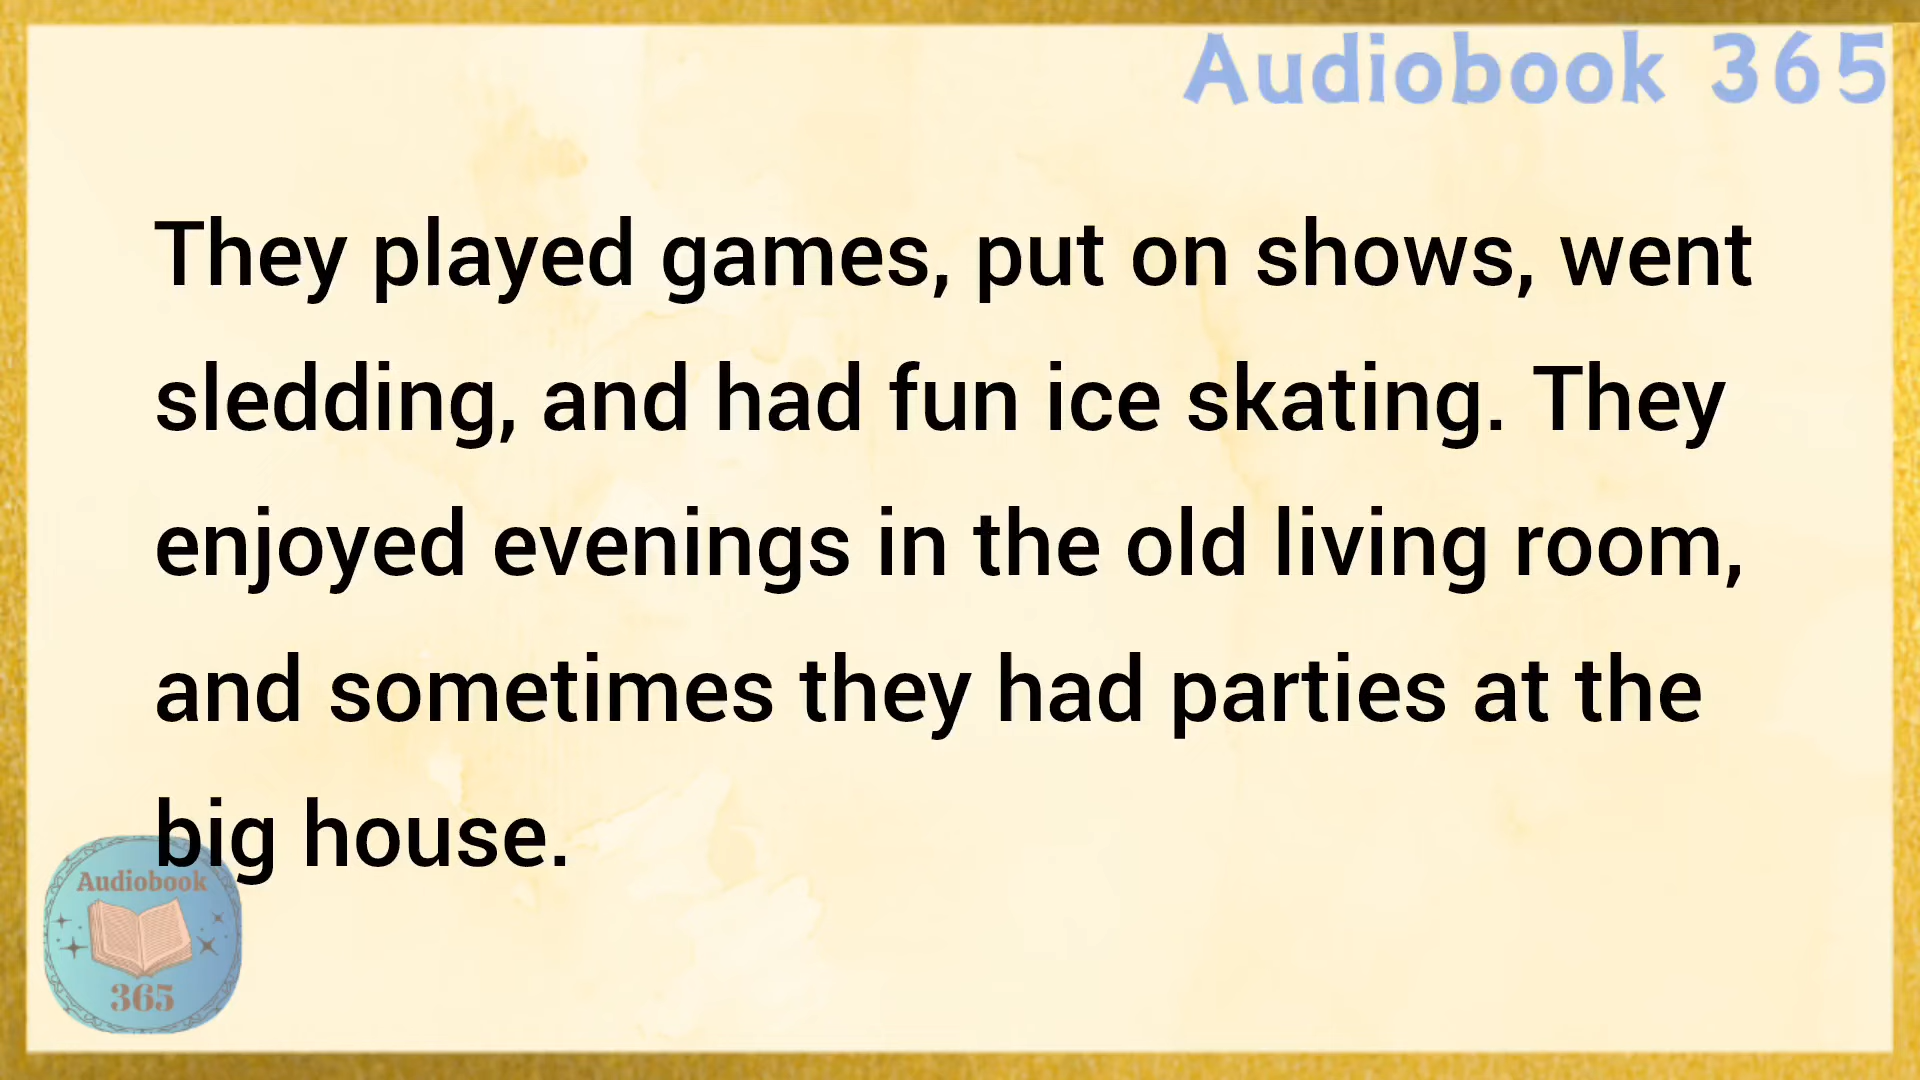 Audiobook 365
They played games, put on shows, went
sledding, and had fun ice skating. They
enjoyed evenings in the old living room,
and sometimes they had parties at the
big house.
Audiobook
365